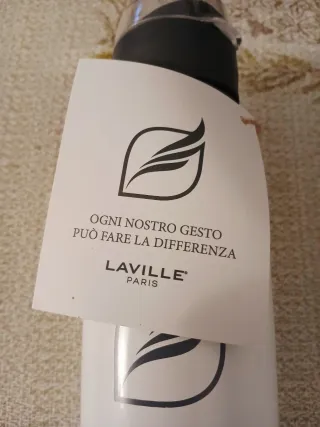 OGNI NOSTRO GESTO
PUÒ FARE LA DIFFERENZA
LAVILLE®
PARIS